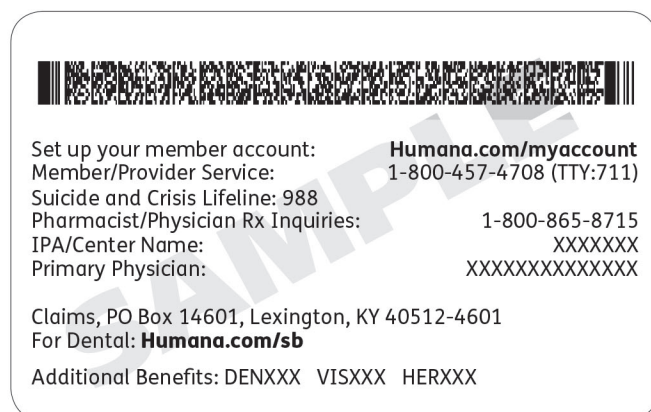 Set up your member account: Humana.com/myaccount
Member/Provider Service: 1-800-457-4708 (TTY:711)
Suicide and Crisis Lifeline: 988
Pharmacist/Physician Rx Inquiries: 1-800-865-8715
IPA/Center Name: XXXXXXX
Primary Physician: XXXXXXXXXXXXXX
Claims, PO Box 14601, Lexington, KY 40512-4601
For Dental: Humana.com/sb
Additional Benefits: DENXXX VISXXX HERXXX
SAMPLE